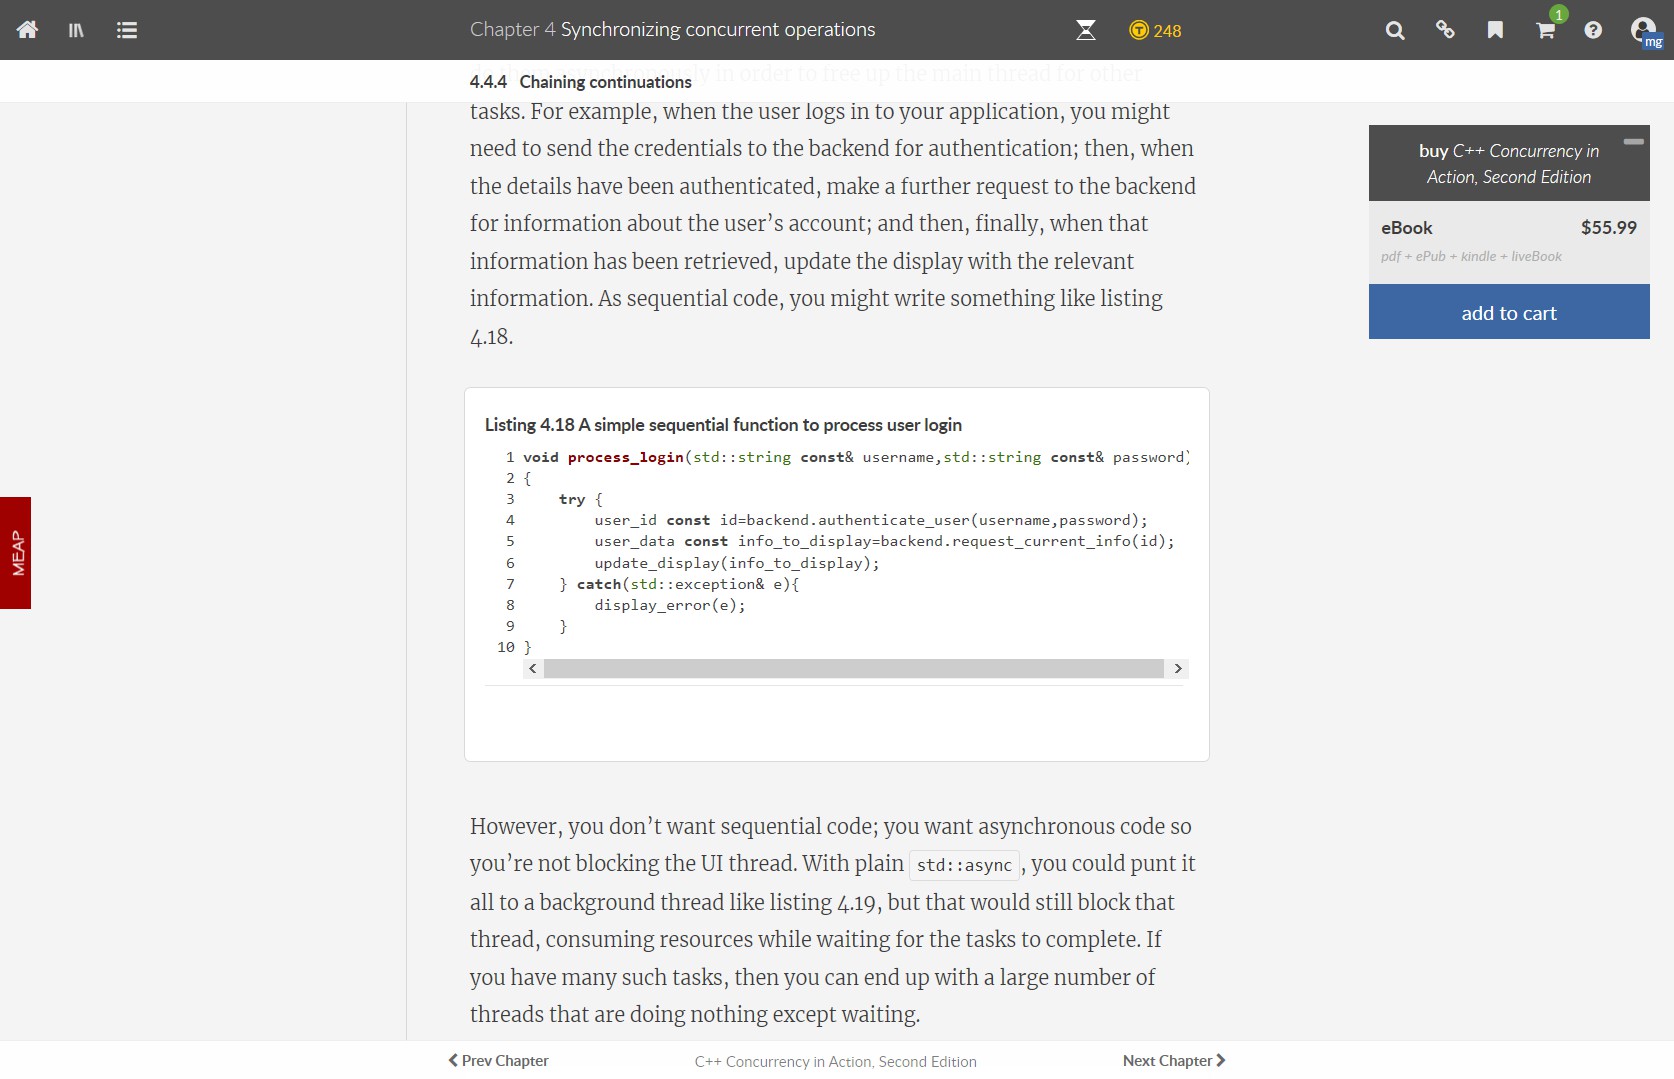 Chapter 4 Synchronizing concurrent operations
248
1
mg
4.4.4 Chaining continuations
tasks. For example, when the user logs in to your application, you might
need to send the credentials to the backend for authentication; then, when
the details have been authenticated, make a further request to the backend
for information about the user’s account; and then, finally, when that
information has been retrieved, update the display with the relevant
information. As sequential code, you might write something like listing
4.18.
buy C++ Concurrency in
Action, Second Edition
eBook $55.99
pdf + ePub + kindle + liveBook
add to cart
MEAP
Listing 4.18 A simple sequential function to process user login
1 void process_login(std::string const& username,std::string const& password)
2 {
3     try {
4         user_id const id=backend.authenticate_user(username,password);
5         user_data const info_to_display=backend.request_current_info(id);
6         update_display(info_to_display);
7     } catch(std::exception& e){
8         display_error(e);
9     }
10 }
However, you don’t want sequential code; you want asynchronous code so
you’re not blocking the UI thread. With plain std::async , you could punt it
all to a background thread like listing 4.19, but that would still block that
thread, consuming resources while waiting for the tasks to complete. If
you have many such tasks, then you can end up with a large number of
threads that are doing nothing except waiting.
Prev Chapter
C++ Concurrency in Action, Second Edition
Next Chapter